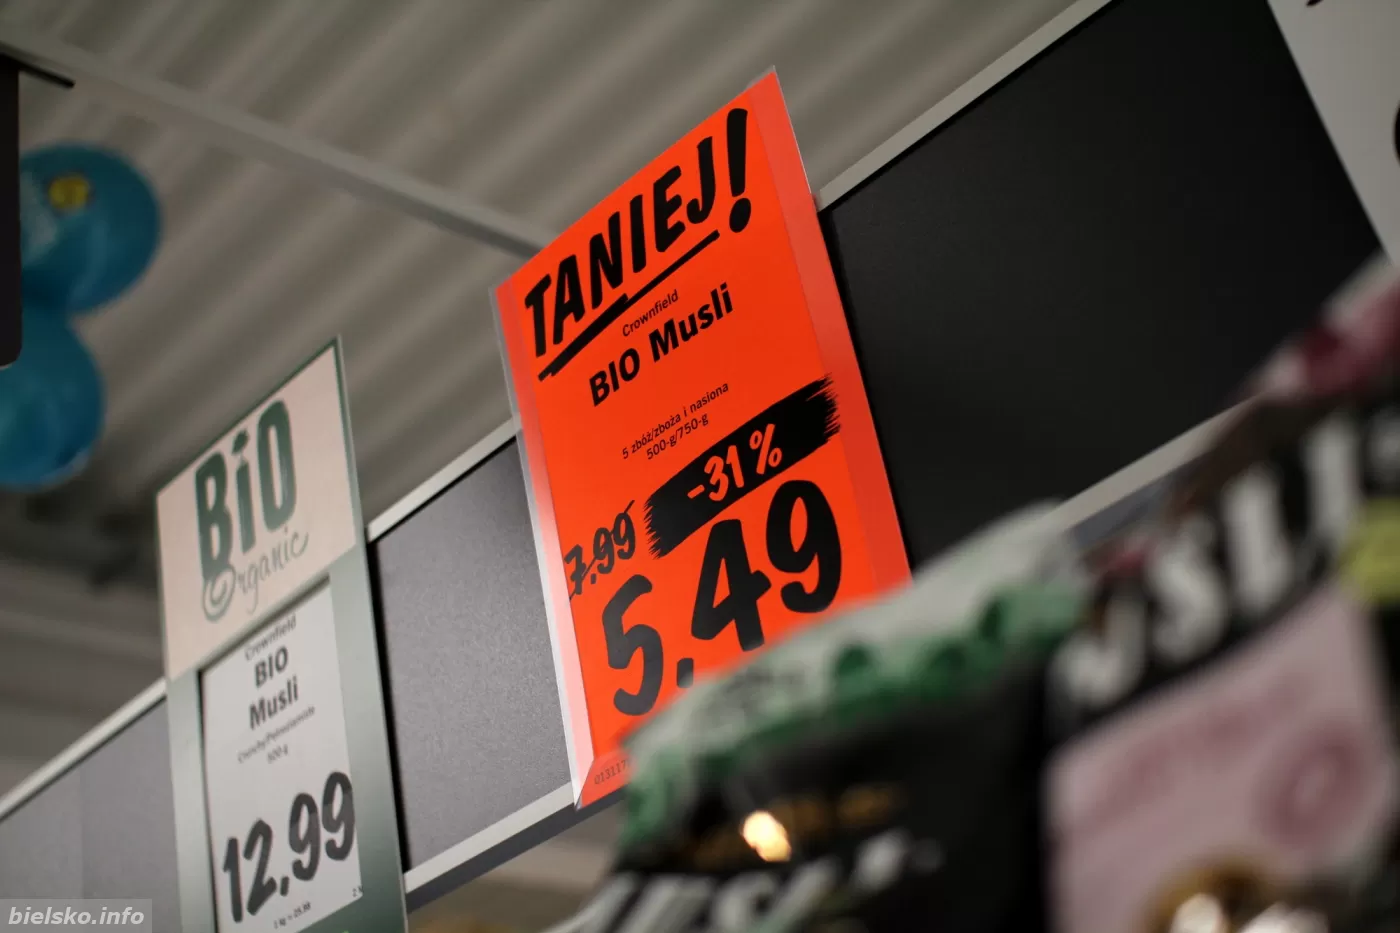 TANIEJ!
Crownfield
BIO Musli
5 zbóż/zboża i nasiona
500-g/750-g
-31%
7.99
5.49
BiO
Organic
Crownfield
BIO
Musli
500 g
12.99
bielsko.info